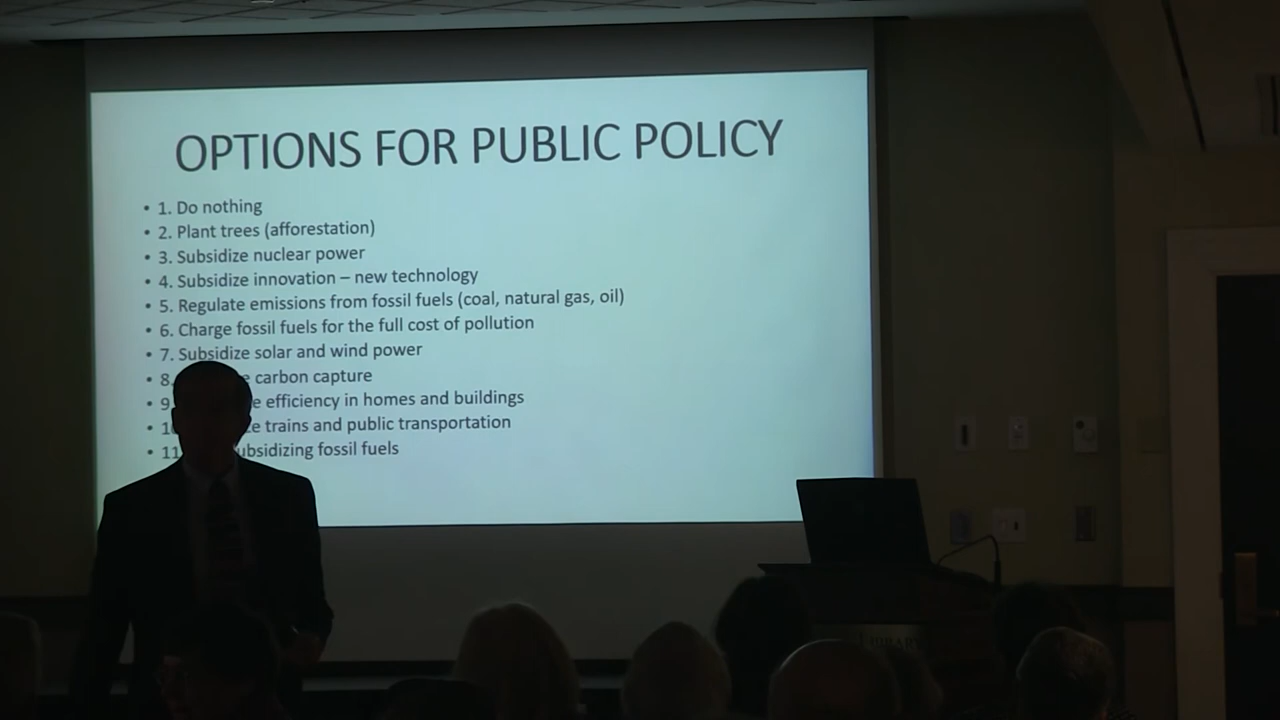 OPTIONS FOR PUBLIC POLICY
• 1. Do nothing
• 2. Plant trees (afforestation)
• 3. Subsidize nuclear power
• 4. Subsidize innovation – new technology
• 5. Regulate emissions from fossil fuels (coal, natural gas, oil)
• 6. Charge fossil fuels for the full cost of pollution
• 7. Subsidize solar and wind power
• 8. carbon capture
• 9 efficiency in homes and buildings
• 1 trains and public transportation
• 11 ubsidizing fossil fuels
LIBRARY